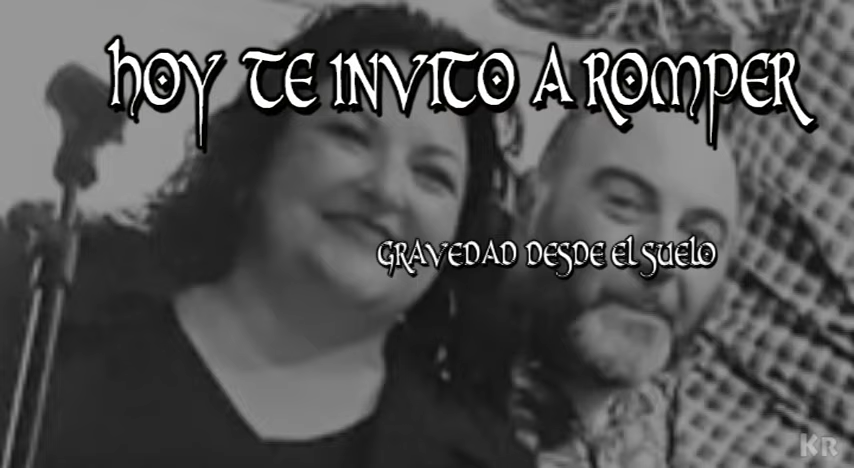 HOY TE INVITO A ROMPER
GRAVEDAD DESDE EL SUELO
KR